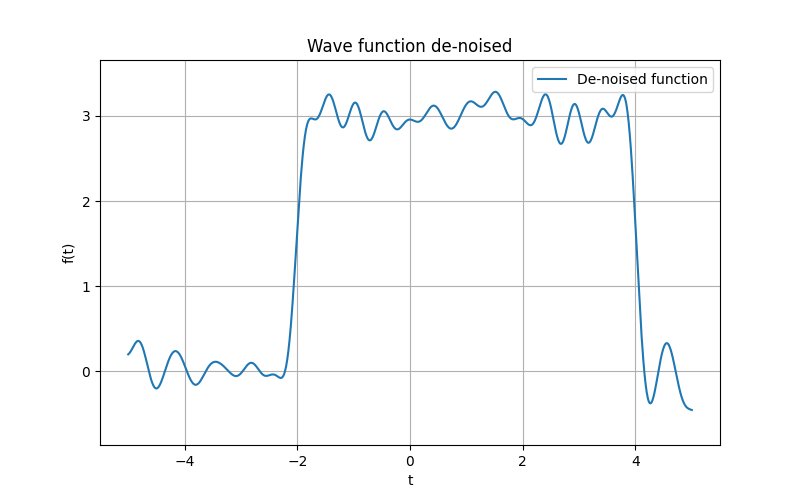 Wave function de-noised
De-noised function
f(t)
3
2
1
0
−4
−2
0
2
4
t